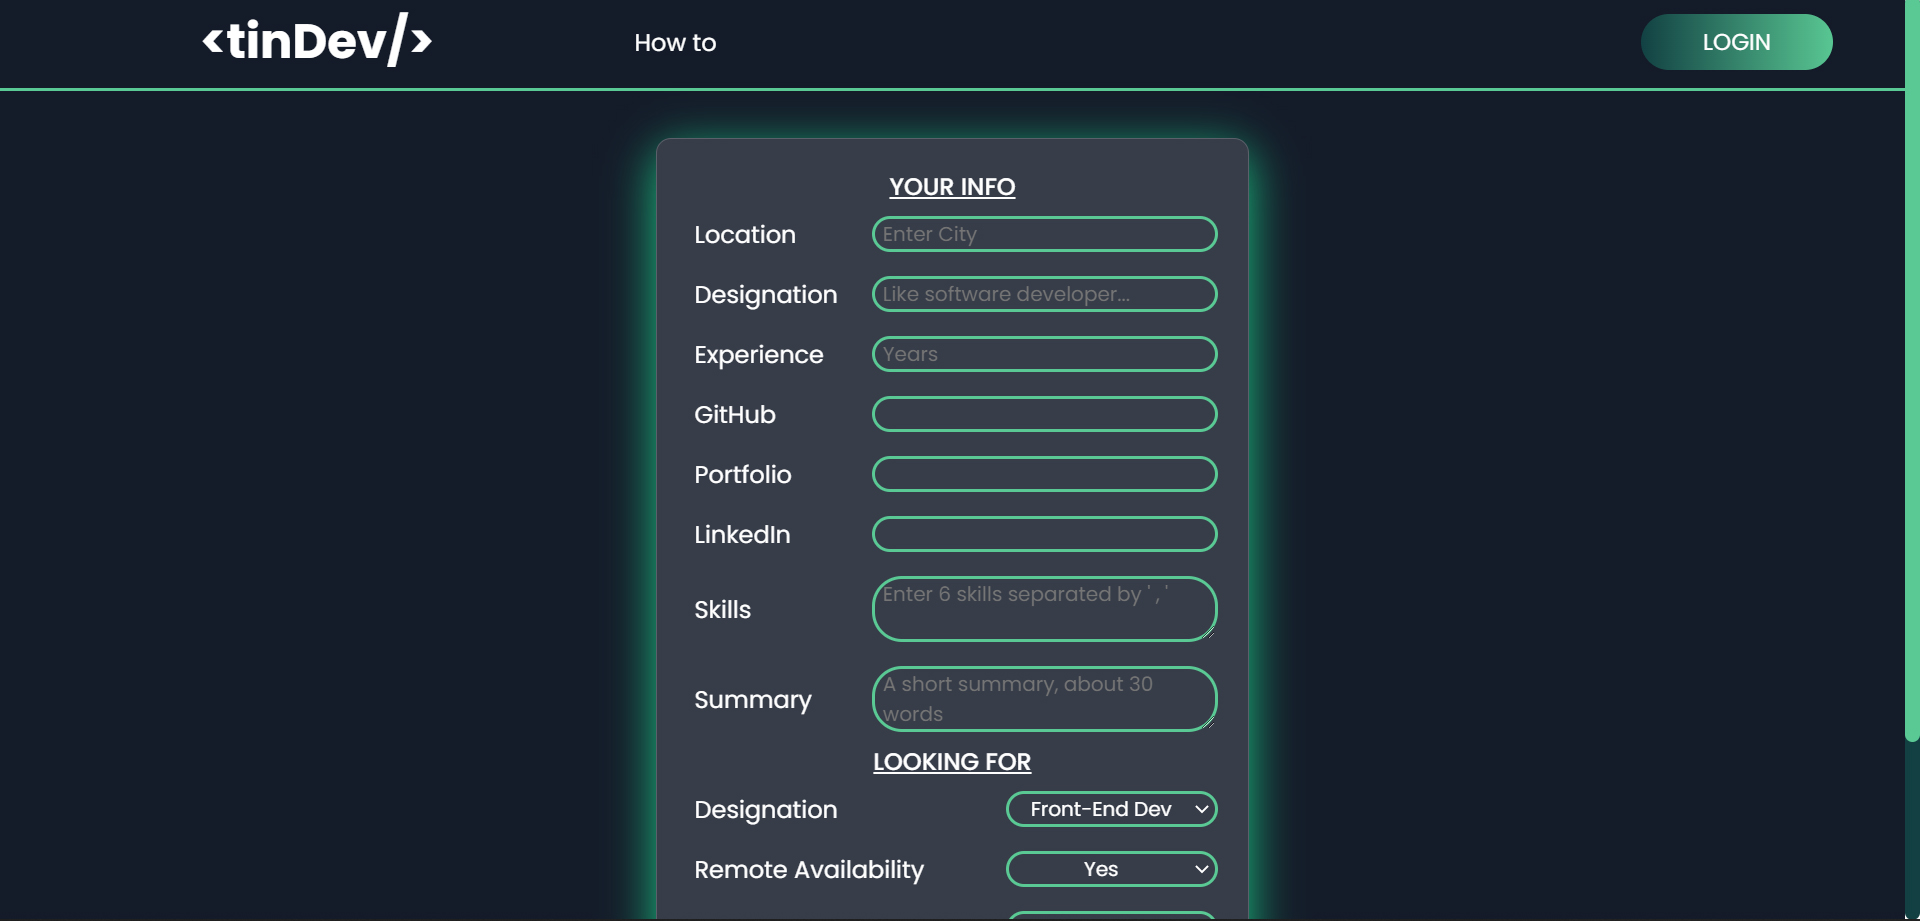 <tinDev/>
How to
LOGIN
YOUR INFO
Location
Enter City
Designation
Like software developer...
Experience
Years
GitHub
Portfolio
LinkedIn
Skills
Enter 6 skills separated by ' , '
Summary
A short summary, about 30
words
LOOKING FOR
Designation
Front-End Dev
Remote Availability
Yes